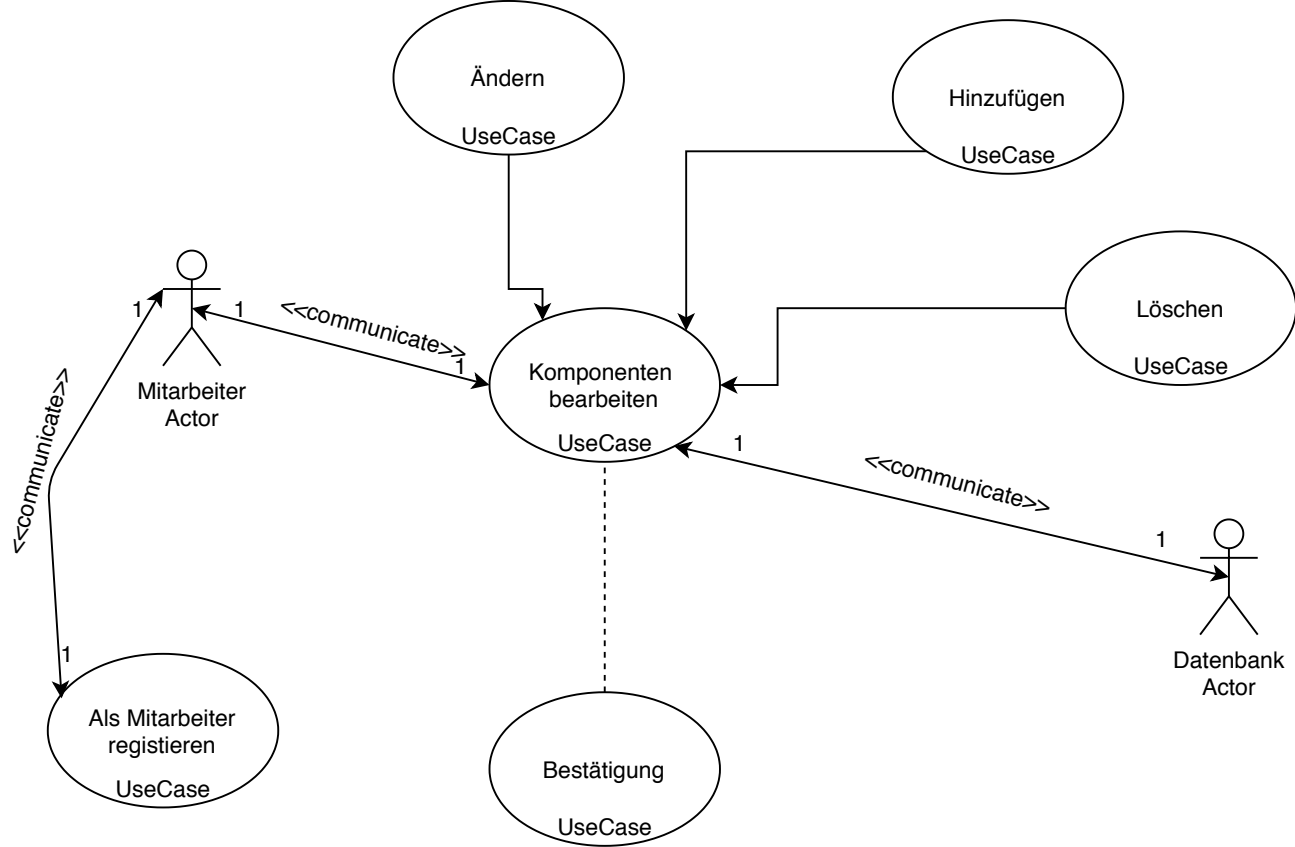 Ändern
UseCase
Hinzufügen
UseCase
Löschen
UseCase
1
1
<<communicate>>
1
Mitarbeiter
Actor
<<communicate>>
Komponenten
bearbeiten
UseCase
1
<<communicate>>
1
Datenbank
Actor
1
Als Mitarbeiter
registieren
UseCase
Bestätigung
UseCase